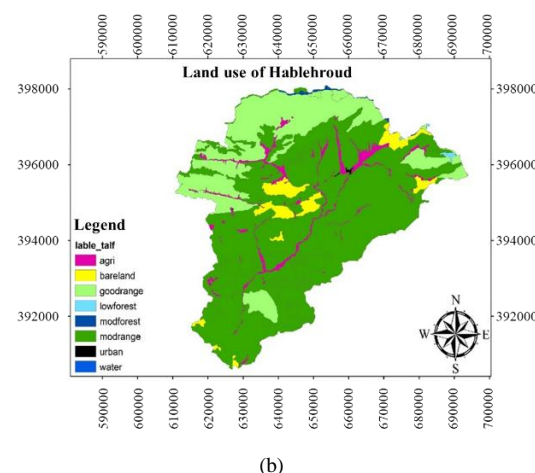 590000 610000 620000 630000 640000 650000 660000 670000 680000 690000 700000
Land use of Hablehroud
398000 398000
396000 396000
394000 394000
392000 392000
Legend
lable_talf
agri
bareland
goodrange
lowforest
modforest
modrange
urban
water
N
W E
S
590000 600000 610000 620000 630000 640000 650000 660000 670000 680000 690000 700000
(b)